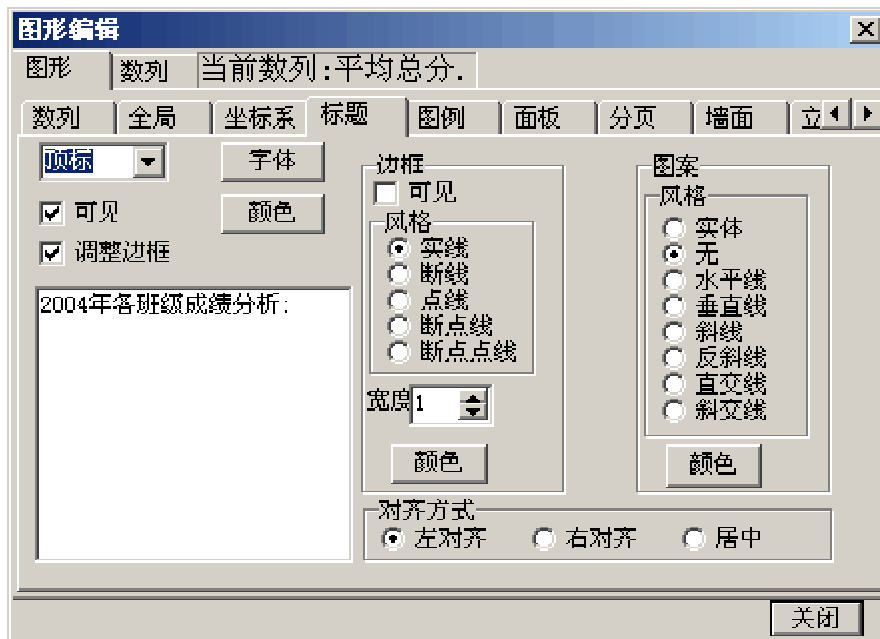 图形编辑
图形 数列 当前数列:平均总分.
数列 全局 坐标系 标题 图例 面板 分页 墙面 立
顶标 字体
可见 颜色
调整边框
2004年各班级成绩分析:
边框
可见
风格
实线
断线
点线
断点线
断点点线
宽度 1
颜色
图案
风格
实体
无
水平线
垂直线
斜线
反斜线
直交线
斜交线
颜色
对齐方式
左对齐 右对齐 居中
关闭